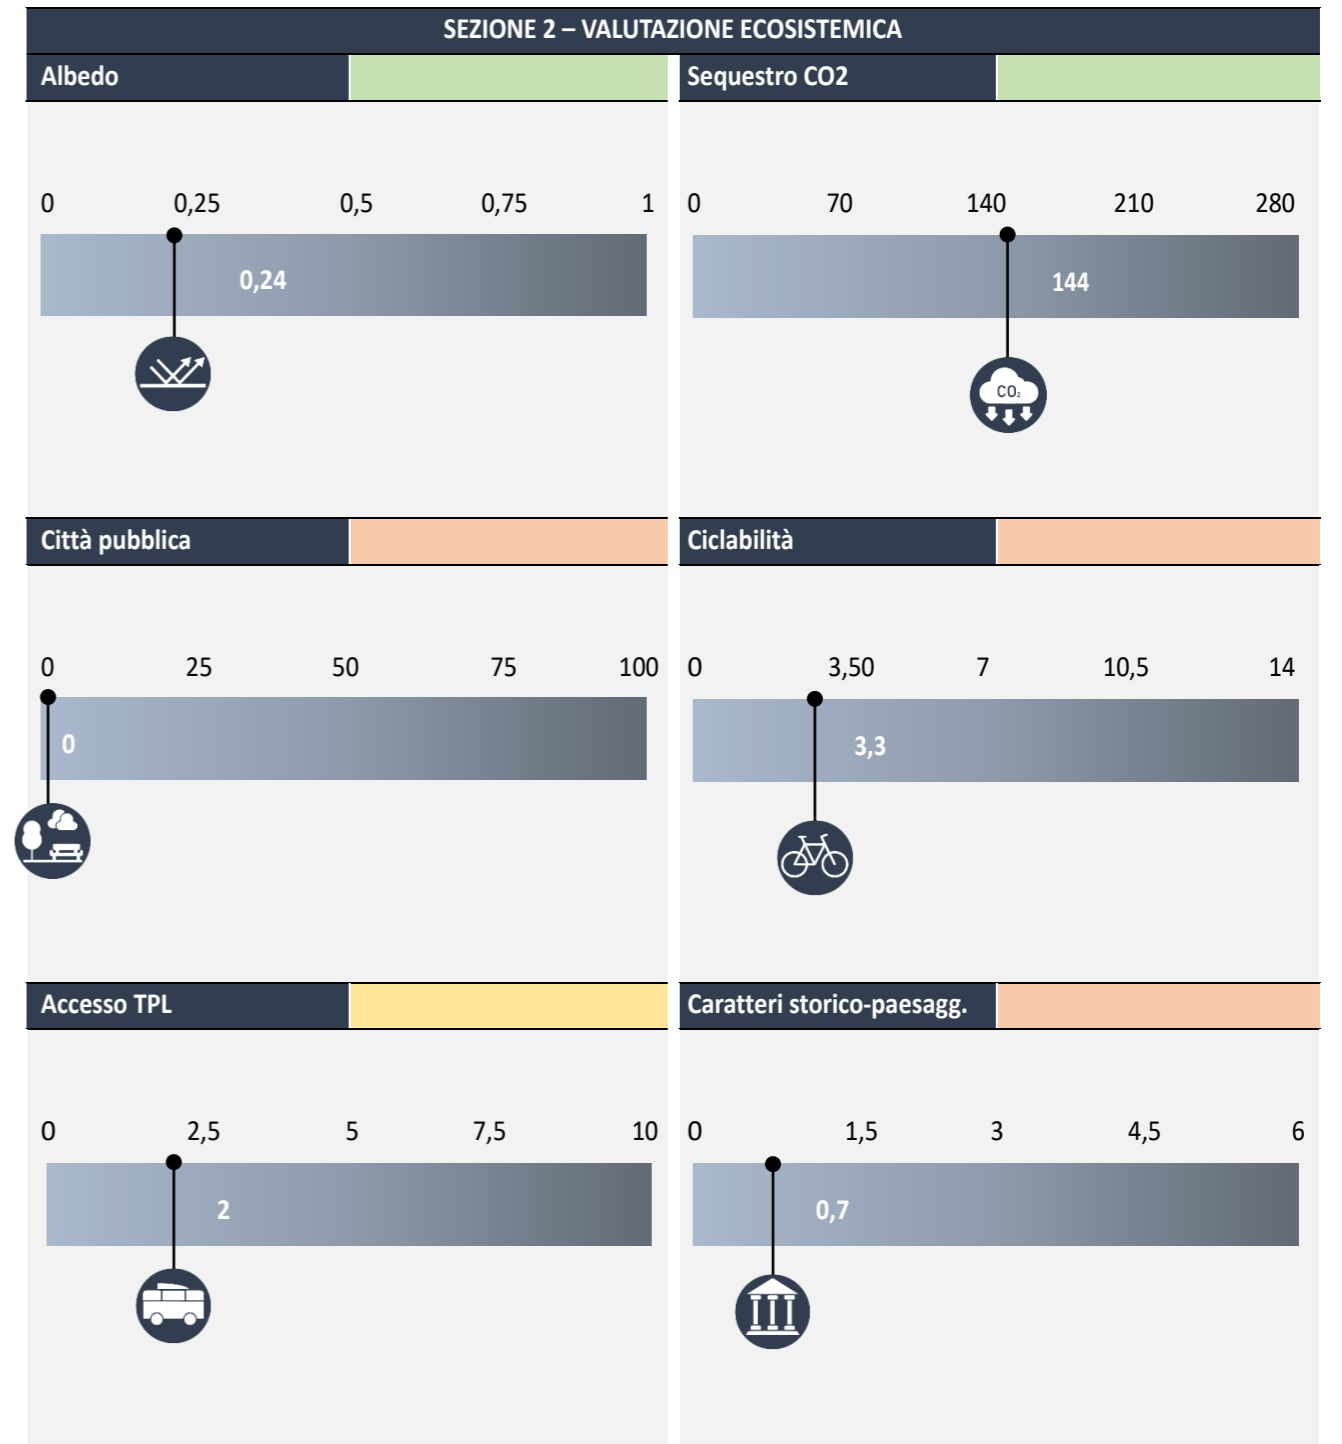 SEZIONE 2 – VALUTAZIONE ECOSISTEMICA
Albedo
0 0,25 0,5 0,75 1
0,24
Sequestro CO2
0 70 140 210 280
144
CO₂
Città pubblica
0 25 50 75 100
0
Ciclabilità
0 3,50 7 10,5 14
3,3
Accesso TPL
0 2,5 5 7,5 10
2
Caratteri storico-paesagg.
0 1,5 3 4,5 6
0,7